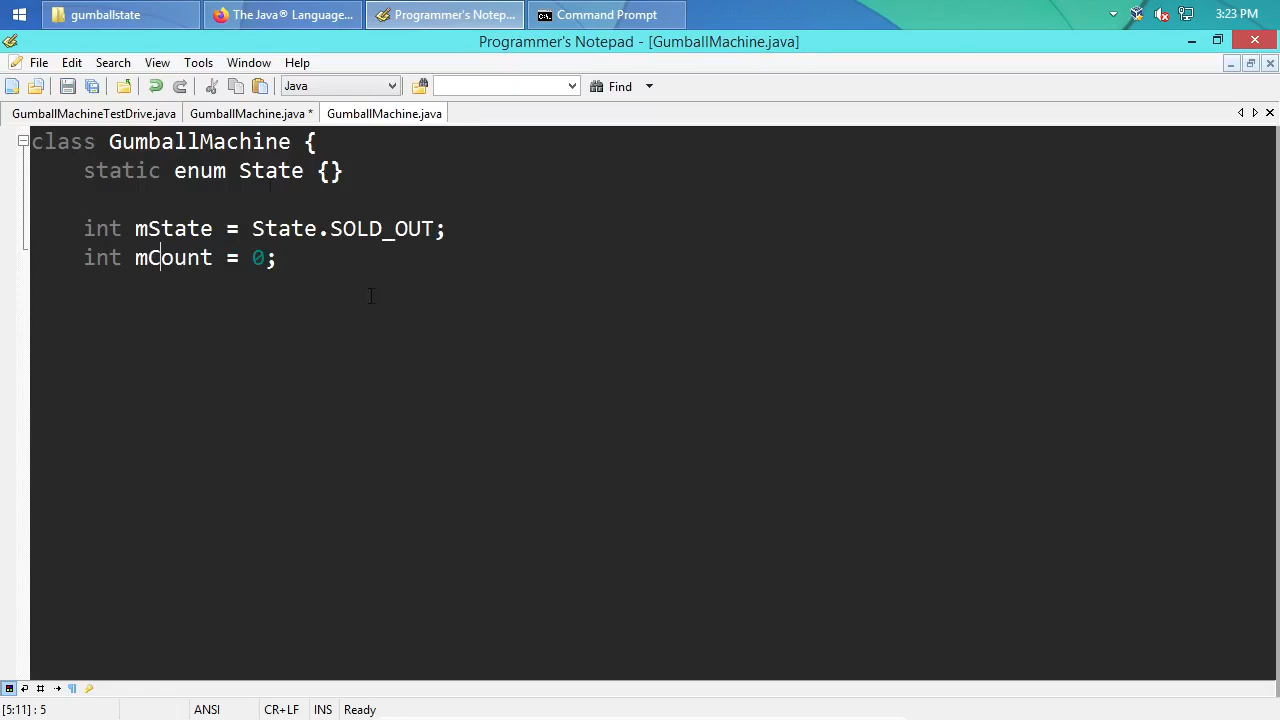 gumballstate
The Java® Language...
Programmer's Notep...
Command Prompt
3:23 PM
Programmer's Notepad - [GumballMachine.java]
File Edit Search View Tools Window Help
Java
Find
GumballMachineTestDrive.java
GumballMachine.java *
GumballMachine.java
class GumballMachine {
static enum State {}
int mState = State.SOLD_OUT;
int mCount = 0;
[5:11] : 5
ANSI
CR+LF
INS
Ready